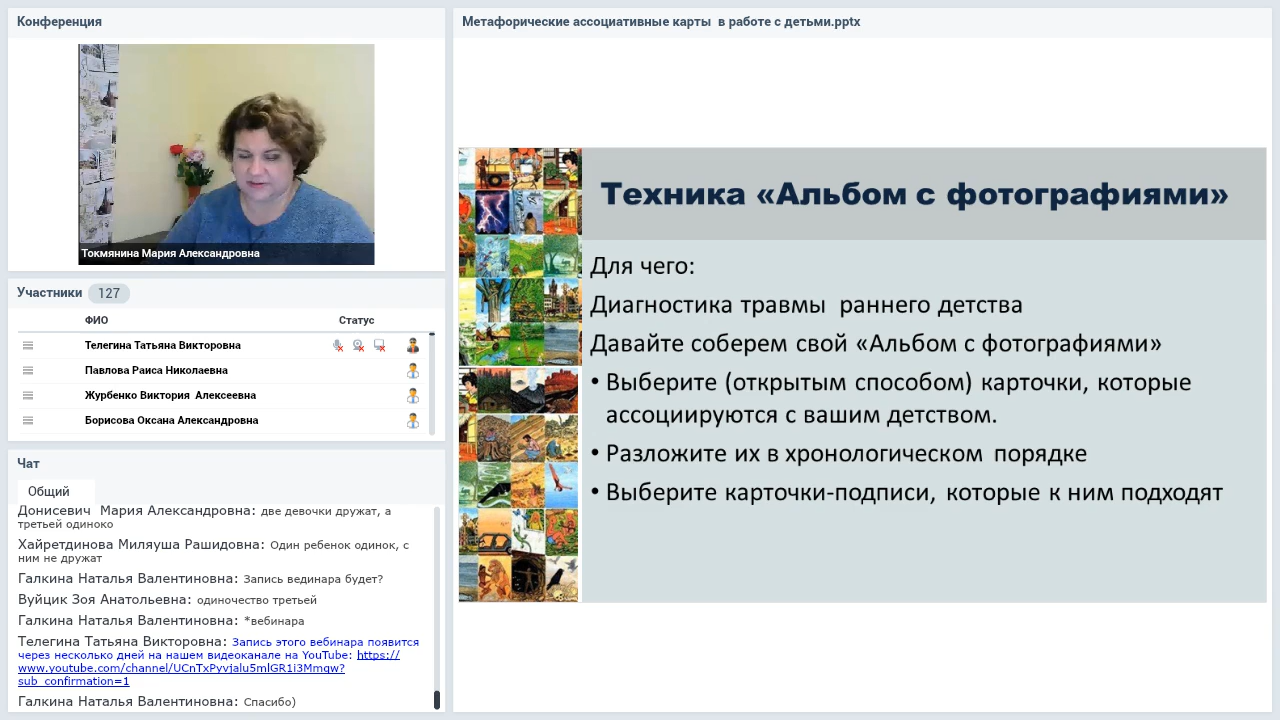 Конференция
Токмянина Мария Александровна
Участники 127
ФИО Статус
Телегина Татьяна Викторовна
Павлова Раиса Николаевна
Журбенко Виктория Алексеевна
Борисова Оксана Александровна
Чат
Общий
Донисевич Мария Александровна: две девочки дружат, а
третьей одиноко
Хайретдинова Миляуша Рашидовна: Один ребенок одинок, с
ним не дружат
Галкина Наталья Валентиновна: Запись вединара будет?
Вуйцик Зоя Анатольевна: одиночество третьей
Галкина Наталья Валентиновна: *вебинара
Телегина Татьяна Викторовна: Запись этого вебинара появится
через несколько дней на нашем видеоканале на YouTube: https://
www.youtube.com/channel/UCnTxPyvjalu5mlGR1i3Mmqw?
sub_confirmation=1
Галкина Наталья Валентиновна: Спасибо)
Метафорические ассоциативные карты в работе с детьми.pptx
Техника «Альбом с фотографиями»
Для чего:
Диагностика травмы раннего детства
Давайте соберем свой «Альбом с фотографиями»
• Выберите (открытым способом) карточки, которые
ассоциируются с вашим детством.
• Разложите их в хронологическом порядке
• Выберите карточки-подписи, которые к ним подходят